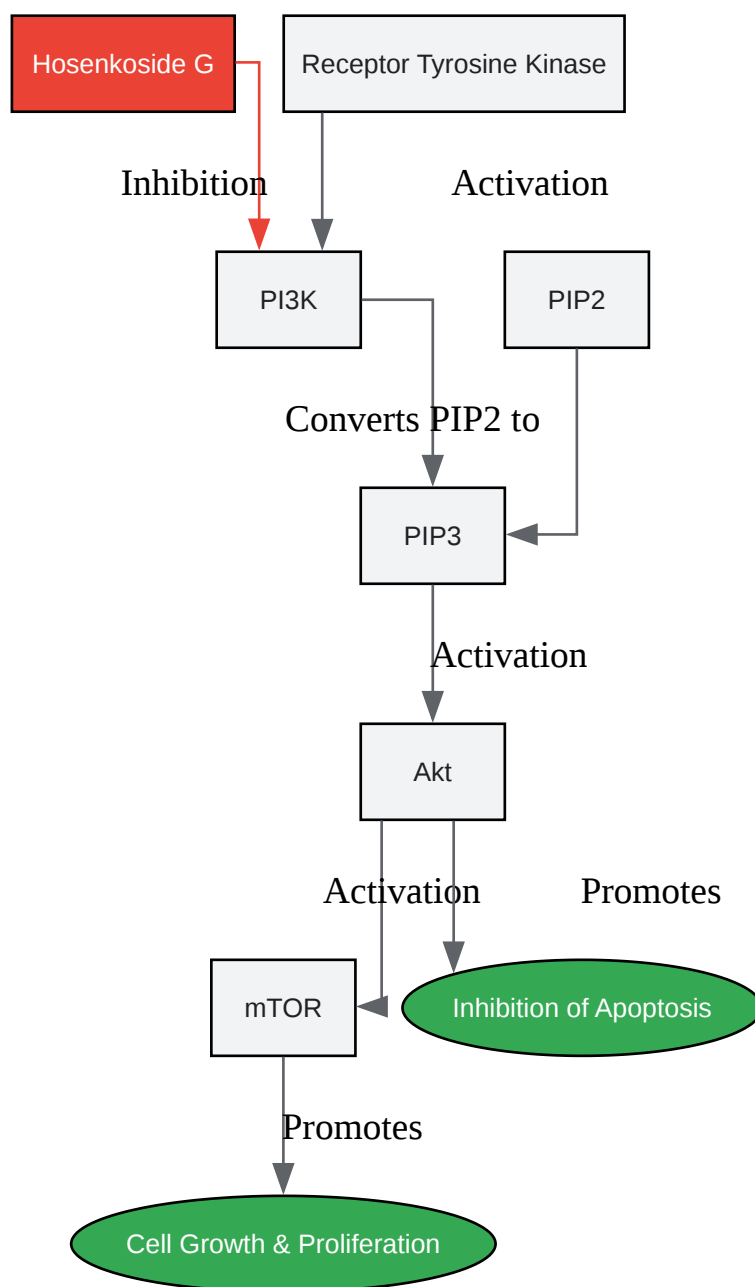 Hosenkoside G
Receptor Tyrosine Kinase
Inhibition
Activation
PI3K
PIP2
Converts PIP2 to
PIP3
Activation
Akt
Activation
Promotes
mTOR
Inhibition of Apoptosis
Promotes
Cell Growth & Proliferation